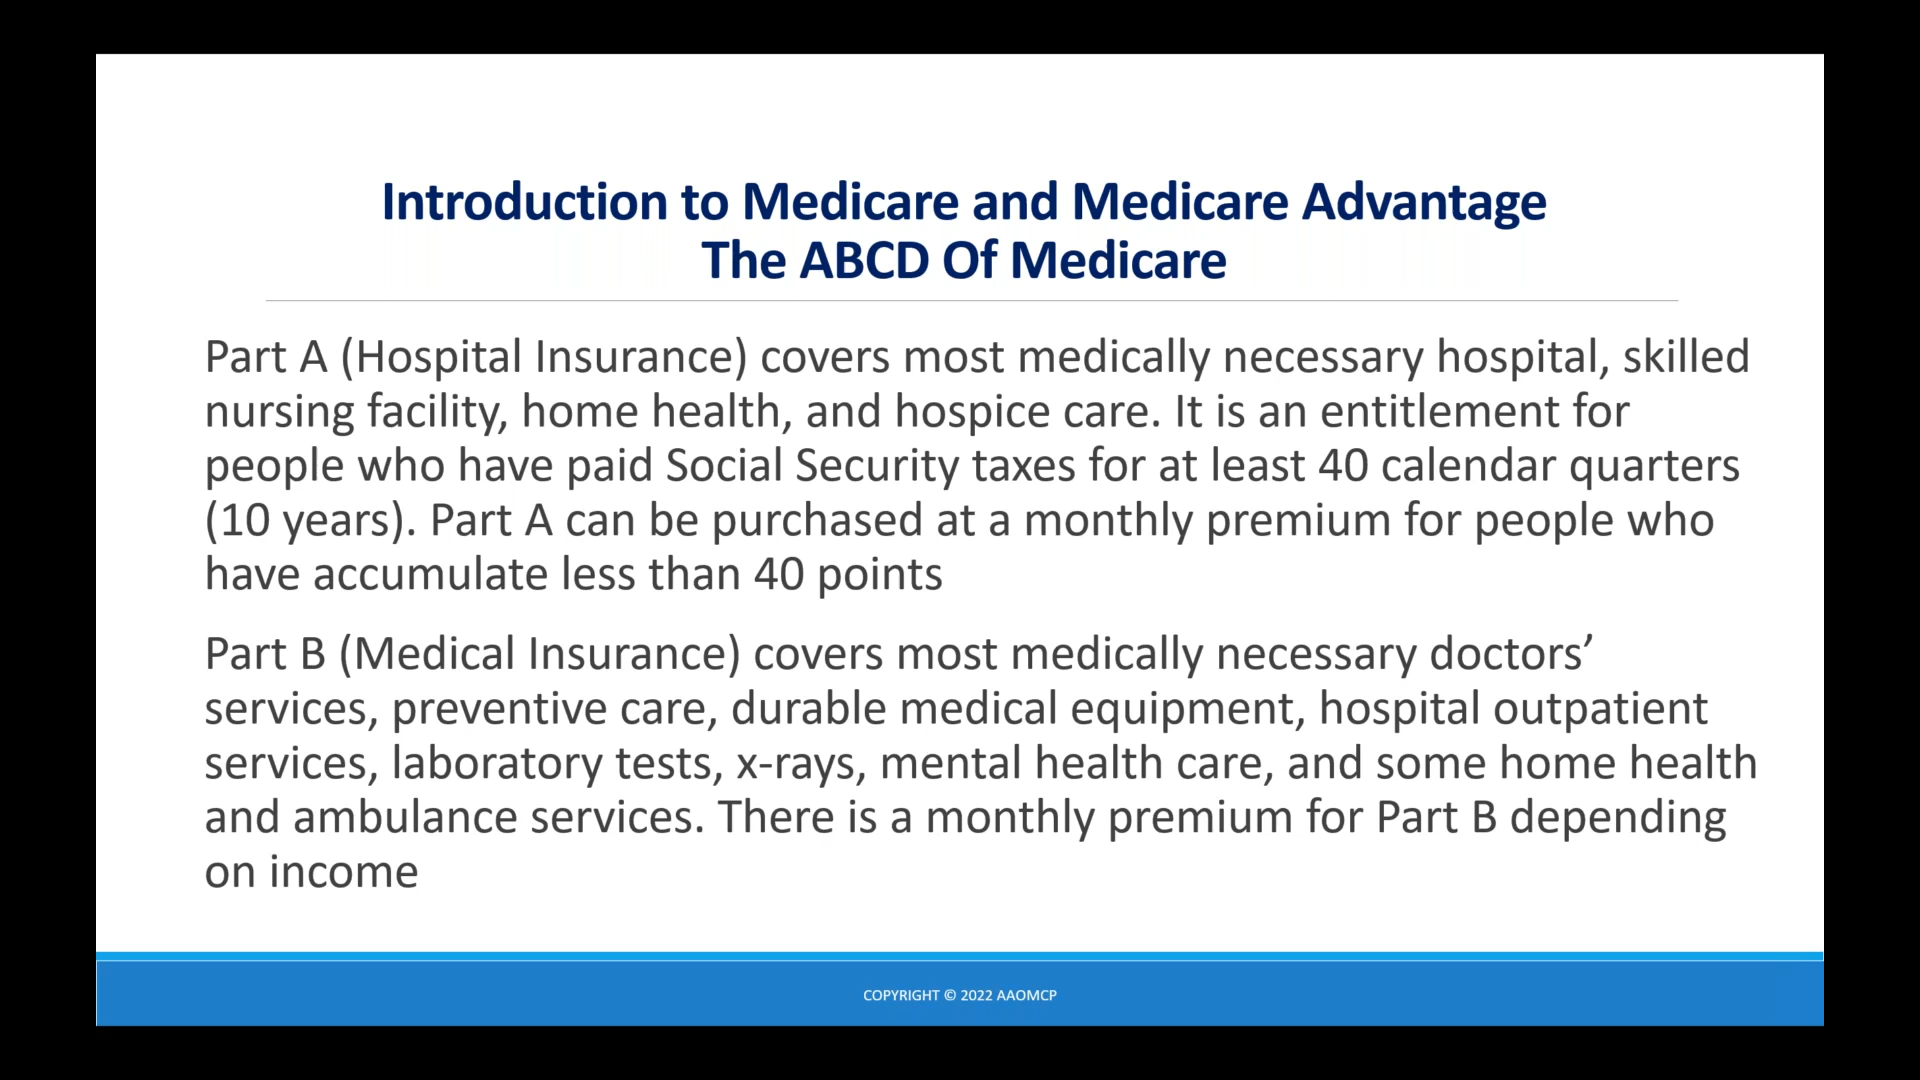 Introduction to Medicare and Medicare Advantage
The ABCD Of Medicare
Part A (Hospital Insurance) covers most medically necessary hospital, skilled
nursing facility, home health, and hospice care. It is an entitlement for
people who have paid Social Security taxes for at least 40 calendar quarters
(10 years). Part A can be purchased at a monthly premium for people who
have accumulate less than 40 points
Part B (Medical Insurance) covers most medically necessary doctors’
services, preventive care, durable medical equipment, hospital outpatient
services, laboratory tests, x-rays, mental health care, and some home health
and ambulance services. There is a monthly premium for Part B depending
on income
COPYRIGHT © 2022 AAOMCP